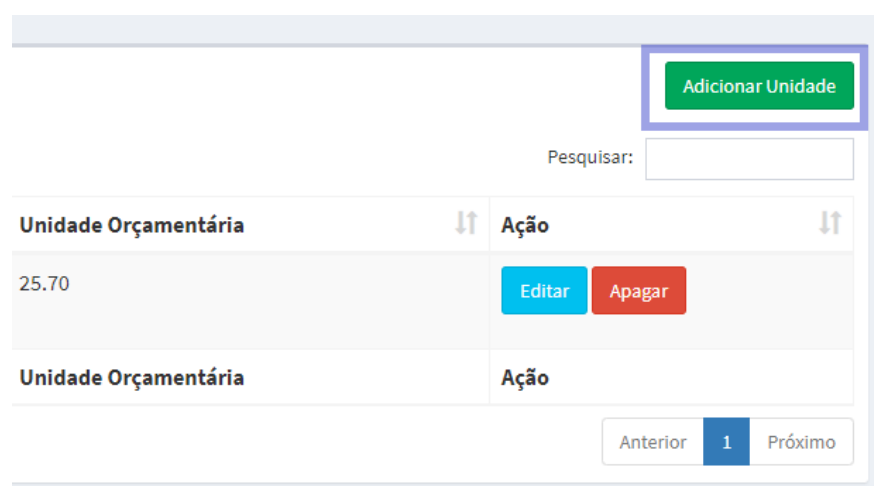 Adicionar Unidade
Pesquisar:
Unidade Orçamentária Ação
25.70 Editar Apagar
Unidade Orçamentária Ação
Anterior 1 Próximo